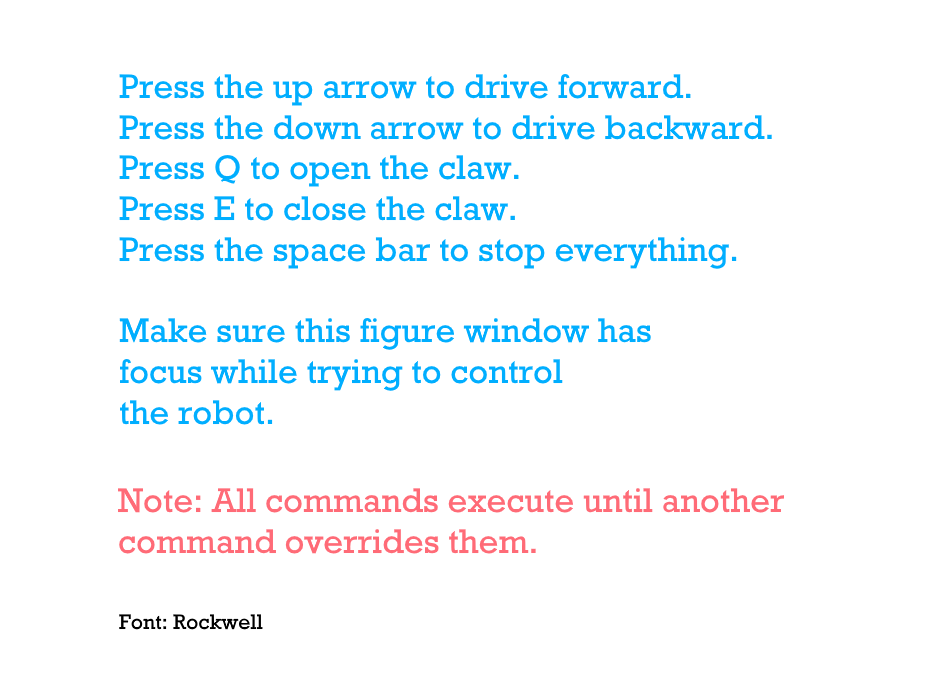 Press the up arrow to drive forward.
Press the down arrow to drive backward.
Press Q to open the claw.
Press E to close the claw.
Press the space bar to stop everything.
Make sure this figure window has
focus while trying to control
the robot.
Note: All commands execute until another
command overrides them.
Font: Rockwell